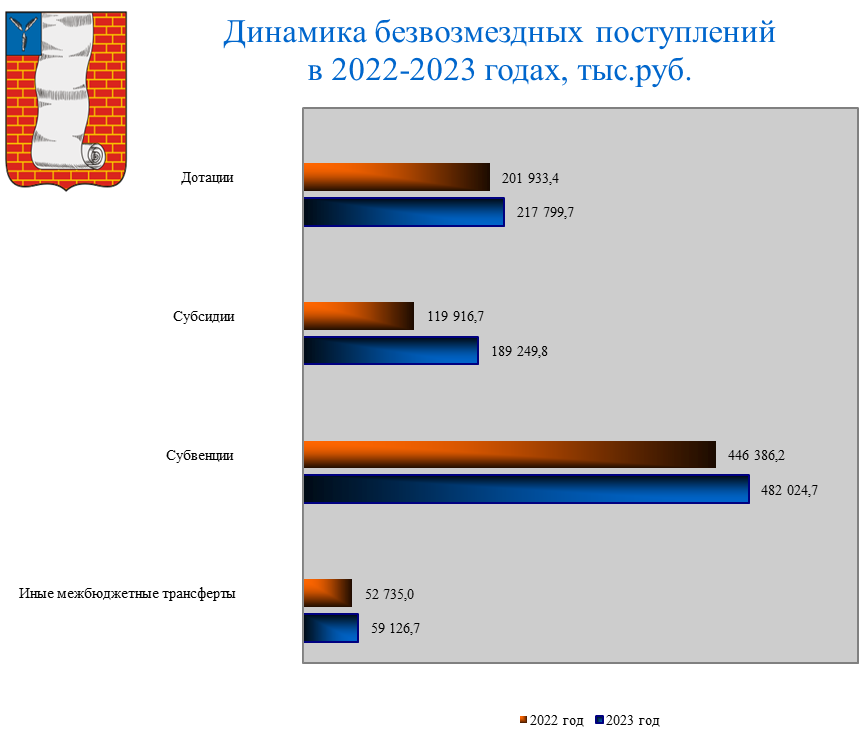 Динамика безвозмездных поступлений
в 2022-2023 годах, тыс.руб.
Дотации
201 933,4
217 799,7
Субсидии
119 916,7
189 249,8
Субвенции
446 386,2
482 024,7
Иные межбюджетные трансферты
52 735,0
59 126,7
2022 год 2023 год